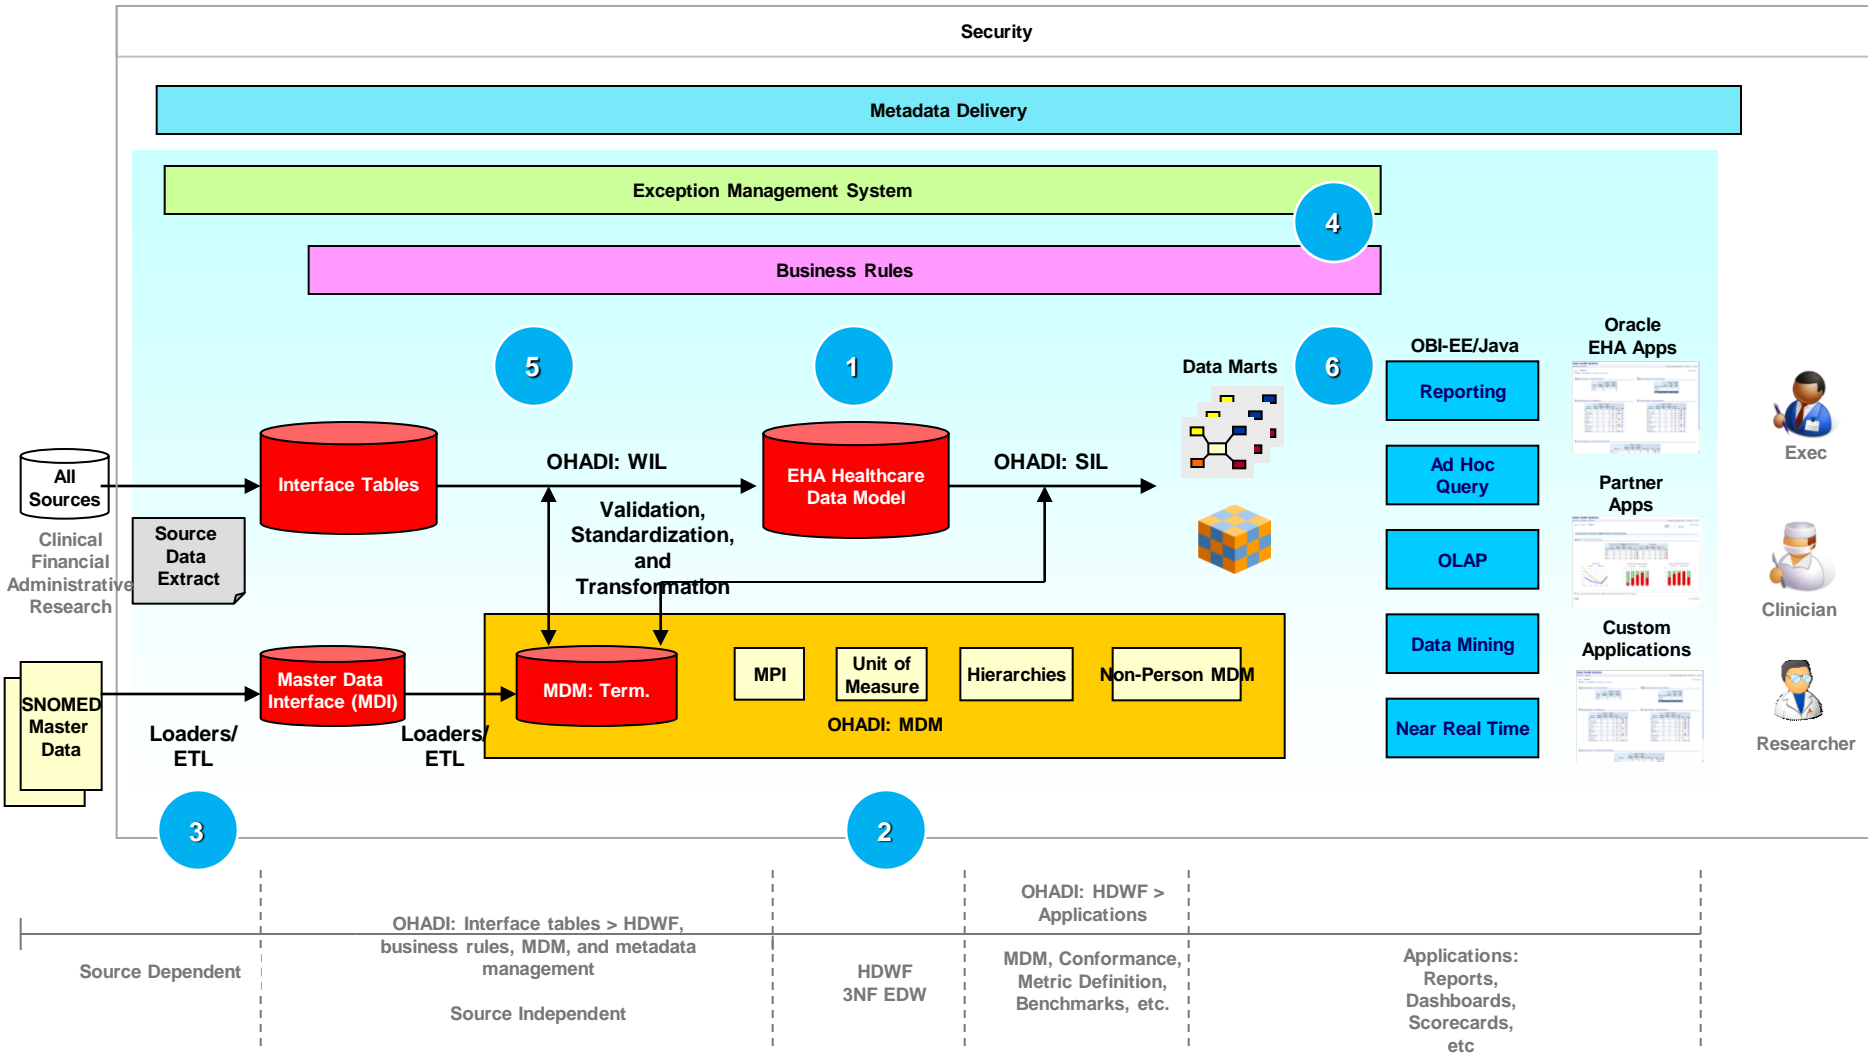 Security
Metadata Delivery
Exception Management System
4
Business Rules
5
1
6
Data Marts
OBI-EE/Java
Oracle
EHA Apps
Reporting
Exec
All
Sources
Clinical
Financial
Administrative
Research
Source
Data
Extract
Interface Tables
OHADI: WIL
Validation,
Standardization,
and
Transformation
EHA Healthcare
Data Model
OHADI: SIL
Ad Hoc
Query
Partner
Apps
OLAP
Clinician
SNOMED
Master
Data
Loaders/
ETL
Master Data
Interface (MDI)
Loaders/
ETL
MDM: Term.
MPI
Unit of
Measure
Hierarchies
Non-Person MDM
OHADI: MDM
Data Mining
Custom
Applications
Near Real Time
Researcher
3
2
Source Dependent
OHADI: Interface tables > HDWF,
business rules, MDM, and metadata
management
Source Independent
HDWF
3NF EDW
OHADI: HDWF >
Applications
MDM, Conformance,
Metric Definition,
Benchmarks, etc.
Applications:
Reports,
Dashboards,
Scorecards,
etc